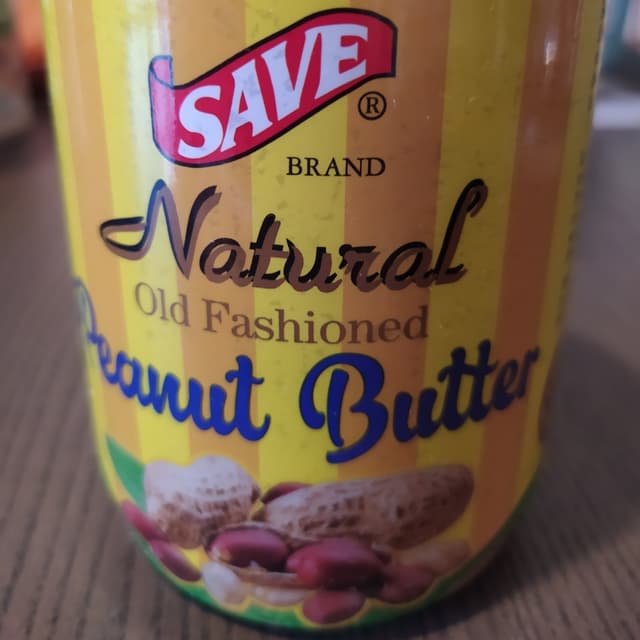 SAVE®
BRAND
Natural
Old Fashioned
Peanut Butter